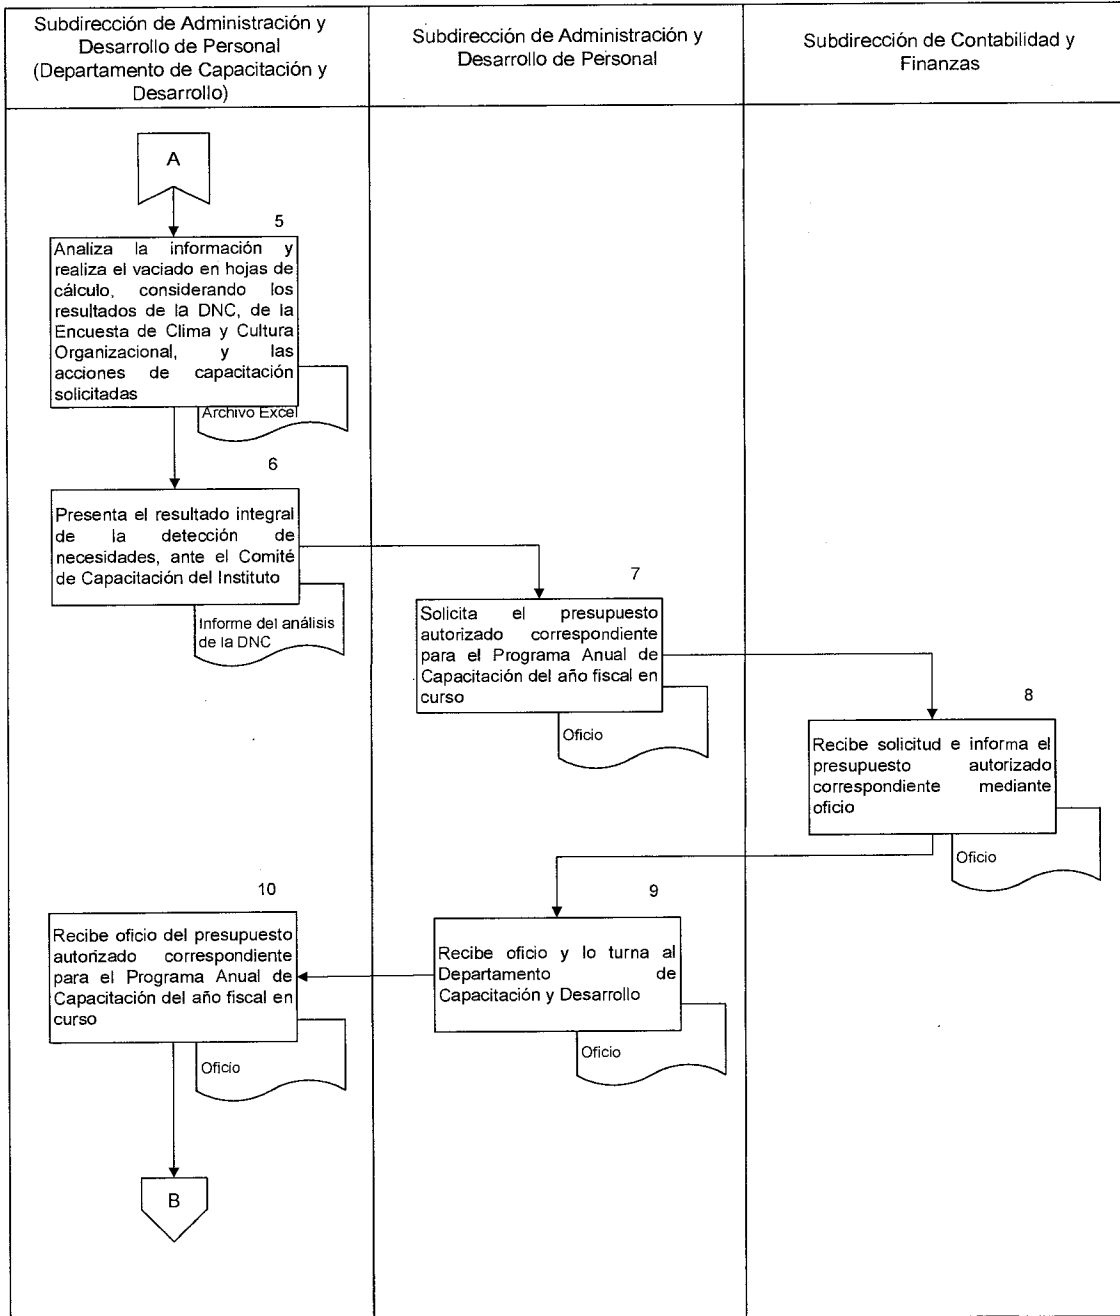 Subdirección de Administración y
Desarrollo de Personal
(Departamento de Capacitación y
Desarrollo)
Subdirección de Administración y
Desarrollo de Personal
Subdirección de Contabilidad y
Finanzas
A
5
Analiza la información y
realiza el vaciado en hojas de
cálculo, considerando los
resultados de la DNC, de la
Encuesta de Clima y Cultura
Organizacional, y las
acciones de capacitación
solicitadas
Archivo Excel
6
Presenta el resultado integral
de la detección de
necesidades, ante el Comité
de Capacitación del Instituto
Informe del análisis
de la DNC
7
Solicita el presupuesto
autorizado correspondiente
para el Programa Anual de
Capacitación del año fiscal en
curso
Oficio
8
Recibe solicitud e informa el
presupuesto autorizado
correspondiente mediante
oficio
Oficio
9
Recibe oficio y lo turna al
Departamento de
Capacitación y Desarrollo
Oficio
10
Recibe oficio del presupuesto
autorizado correspondiente
para el Programa Anual de
Capacitación del año fiscal en
curso
Oficio
B